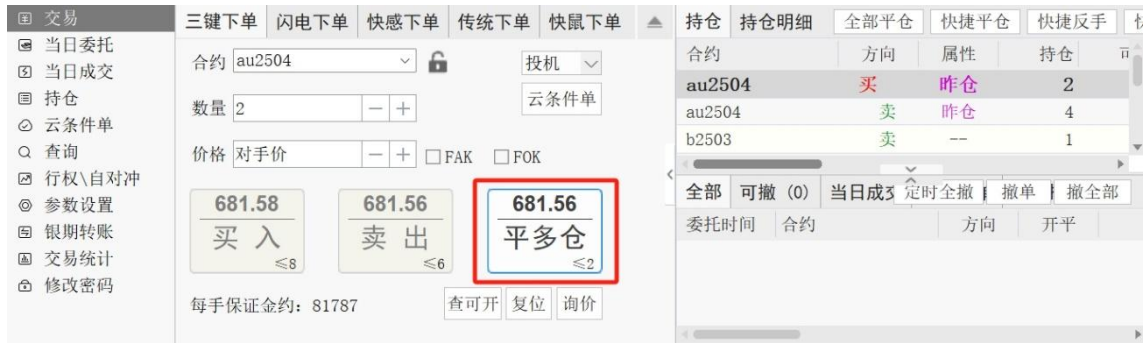 交易
当日委托
当日成交
持仓
云条件单
查询
行权\自对冲
参数设置
银期转账
交易统计
修改密码
三键下单 闪电下单 快感下单 传统下单 快鼠下单
合约 au2504 投机
数量 2 云条件单
价格 对手价 FAK FOK
681.58 681.56 681.56
买入 卖出 平多仓
≤8 ≤6 ≤2
每手保证金约: 81787 查可开 复位 询价
持仓 持仓明细 全部平仓 快捷平仓 快捷反手
合约 方向 属性 持仓
au2504 买 昨仓 2
au2504 卖 昨仓 4
b2503 卖 -- 1
全部 可撤 (0) 当日成交 定时全撤 撤单 撤全部
委托时间 合约 方向 开平